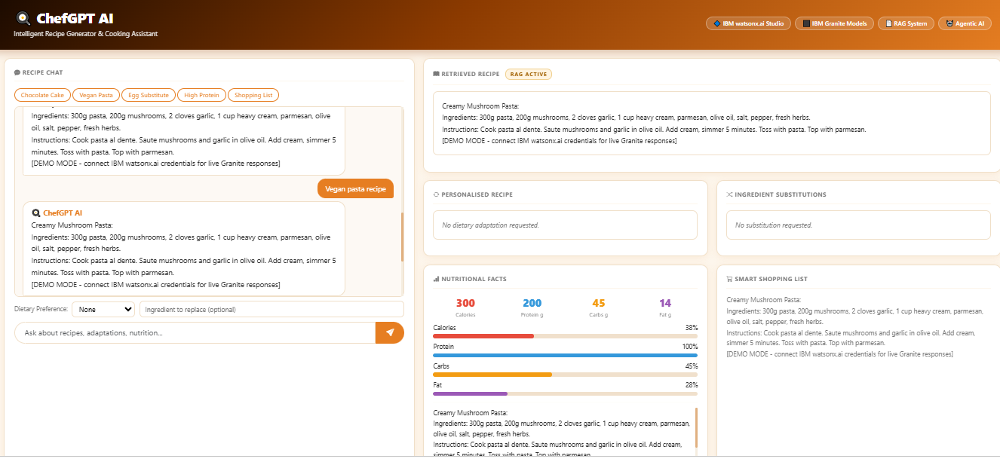 ChefGPT AI
Intelligent Recipe Generator & Cooking Assistant
IBM watsonx.ai Studio
IBM Granite Models
RAG System
Agentic AI
RECIPE CHAT
Chocolate Cake
Vegan Pasta
Egg Substitute
High Protein
Shopping List
Ingredients: 300g pasta, 200g mushrooms, 2 cloves garlic, 1 cup heavy cream, parmesan, olive
oil, salt, pepper, fresh herbs.
Instructions: Cook pasta al dente. Saute mushrooms and garlic in olive oil. Add cream, simmer 5
minutes. Toss with pasta. Top with parmesan.
[DEMO MODE - connect IBM watsonx.ai credentials for live Granite responses]
Vegan pasta recipe
ChefGPT AI
Creamy Mushroom Pasta:
Ingredients: 300g pasta, 200g mushrooms, 2 cloves garlic, 1 cup heavy cream, parmesan, olive
oil, salt, pepper, fresh herbs.
Instructions: Cook pasta al dente. Saute mushrooms and garlic in olive oil. Add cream, simmer 5
minutes. Toss with pasta. Top with parmesan.
[DEMO MODE - connect IBM watsonx.ai credentials for live Granite responses]
Dietary Preference:
None
Ingredient to replace (optional)
Ask about recipes, adaptations, nutrition...
RETRIEVED RECIPE
RAG ACTIVE
Creamy Mushroom Pasta:
Ingredients: 300g pasta, 200g mushrooms, 2 cloves garlic, 1 cup heavy cream, parmesan, olive oil, salt, pepper, fresh herbs.
Instructions: Cook pasta al dente. Saute mushrooms and garlic in olive oil. Add cream, simmer 5 minutes. Toss with pasta. Top with parmesan.
[DEMO MODE - connect IBM watsonx.ai credentials for live Granite responses]
PERSONALISED RECIPE
No dietary adaptation requested.
INGREDIENT SUBSTITUTIONS
No substitution requested.
NUTRITIONAL FACTS
300
Calories
200
Protein g
45
Carbs g
14
Fat g
Calories 38%
Protein 100%
Carbs 45%
Fat 28%
Creamy Mushroom Pasta:
Ingredients: 300g pasta, 200g mushrooms, 2 cloves garlic, 1 cup heavy cream, parmesan,
olive oil, salt, pepper, fresh herbs.
Instructions: Cook pasta al dente. Saute mushrooms and garlic in olive oil. Add cream,
simmer 5 minutes. Toss with pasta. Top with parmesan.
SMART SHOPPING LIST
Creamy Mushroom Pasta:
Ingredients: 300g pasta, 200g mushrooms, 2 cloves garlic, 1 cup heavy cream, parmesan,
olive oil, salt, pepper, fresh herbs.
Instructions: Cook pasta al dente. Saute mushrooms and garlic in olive oil. Add cream,
simmer 5 minutes. Toss with pasta. Top with parmesan.
[DEMO MODE - connect IBM watsonx.ai credentials for live Granite responses]